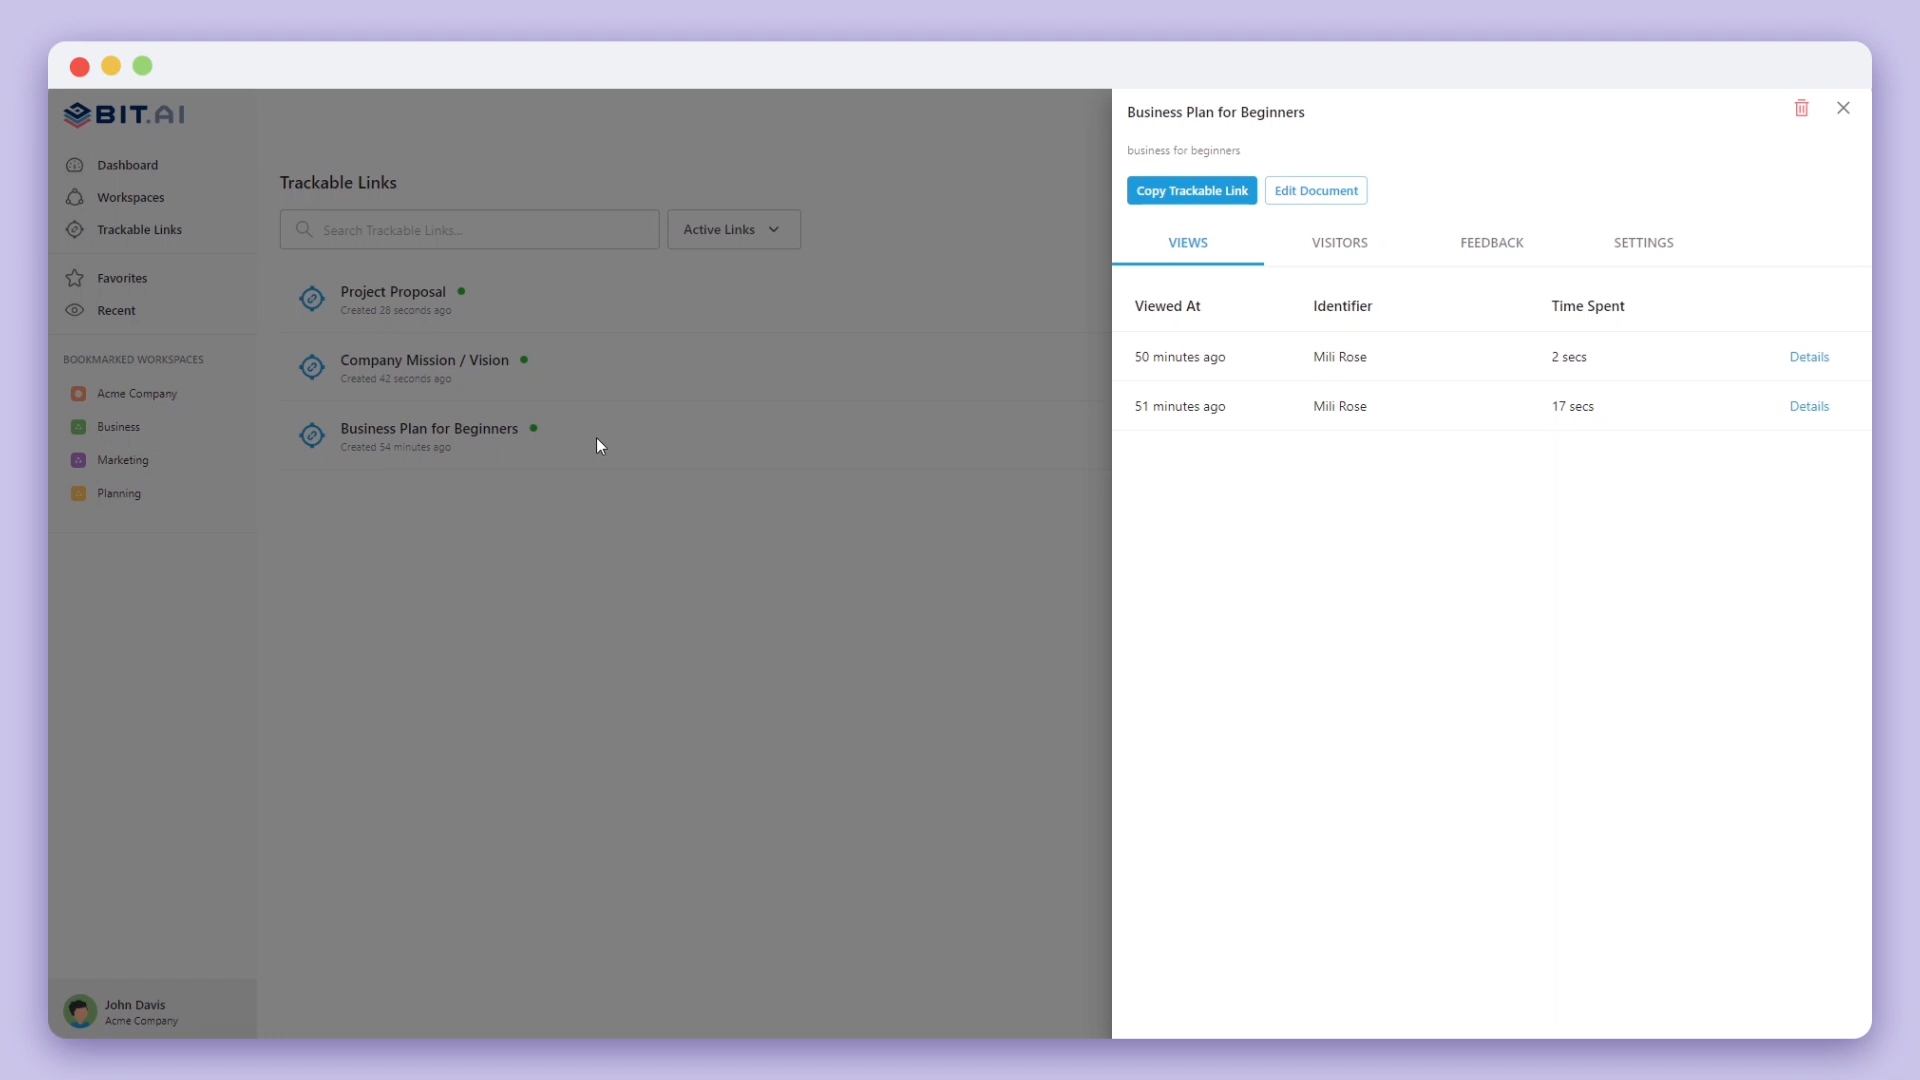 BIT.AI
Dashboard
Workspaces
Trackable Links
Favorites
Recent
BOOKMARKED WORKSPACES
Acme Company
Business
Marketing
Planning
John Davis
Acme Company
Trackable Links
Search Trackable Links...
Active Links
Project Proposal
Created 28 seconds ago
Company Mission / Vision
Created 42 seconds ago
Business Plan for Beginners
Created 54 minutes ago
Business Plan for Beginners
business for beginners
Copy Trackable Link Edit Document
VIEWS VISITORS FEEDBACK SETTINGS
Viewed At Identifier Time Spent
50 minutes ago Mili Rose 2 secs Details
51 minutes ago Mili Rose 17 secs Details